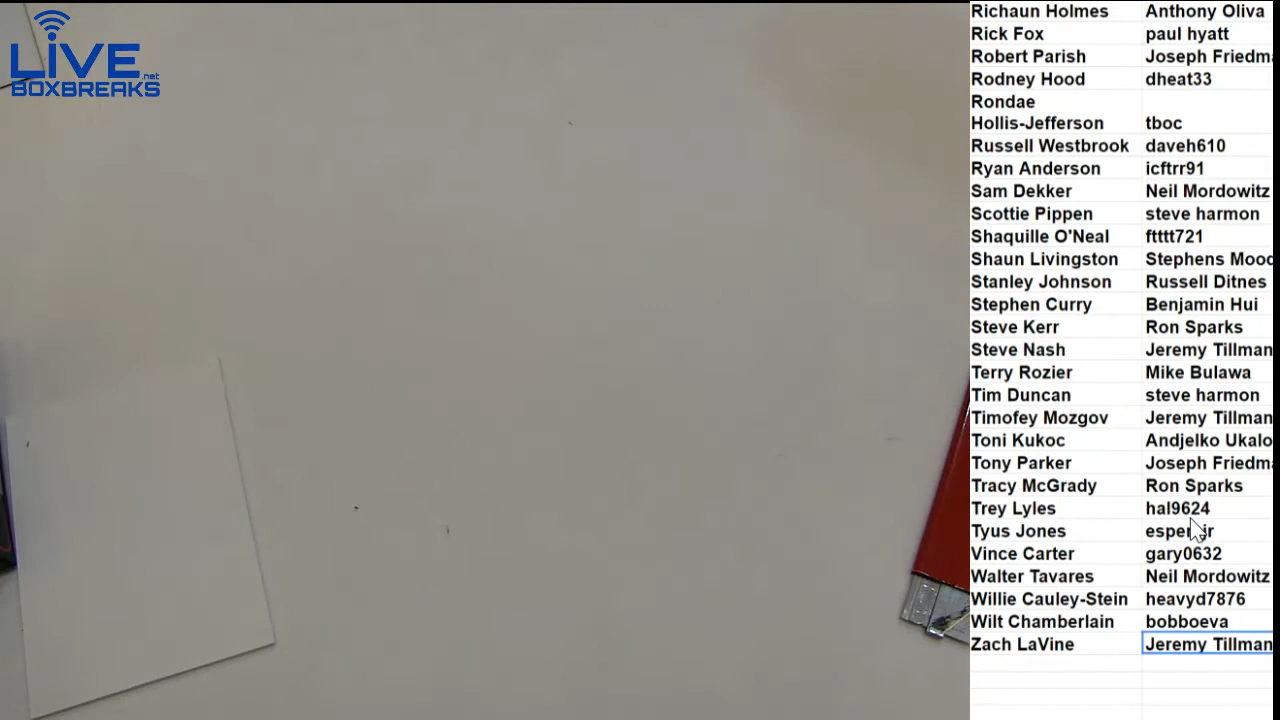 LIVE
.net
BOXBREAKS
Richaun Holmes Anthony Oliva
Rick Fox paul hyatt
Robert Parish Joseph Friedma
Rodney Hood dheat33
Rondae
Hollis-Jefferson tboc
Russell Westbrook daveh610
Ryan Anderson icftrr91
Sam Dekker Neil Mordowitz
Scottie Pippen steve harmon
Shaquille O'Neal ftttt721
Shaun Livingston Stephens Mood
Stanley Johnson Russell Ditnes
Stephen Curry Benjamin Hui
Steve Kerr Ron Sparks
Steve Nash Jeremy Tillman
Terry Rozier Mike Bulawa
Tim Duncan steve harmon
Timofey Mozgov Jeremy Tillman
Toni Kukoc Andjelko Ukalo
Tony Parker Joseph Friedma
Tracy McGrady Ron Sparks
Trey Lyles hal9624
Tyus Jones
Vince Carter gary0632
Walter Tavares Neil Mordowitz
Willie Cauley-Stein heavyd7876
Wilt Chamberlain bobboeva
Zach LaVine Jeremy Tillman